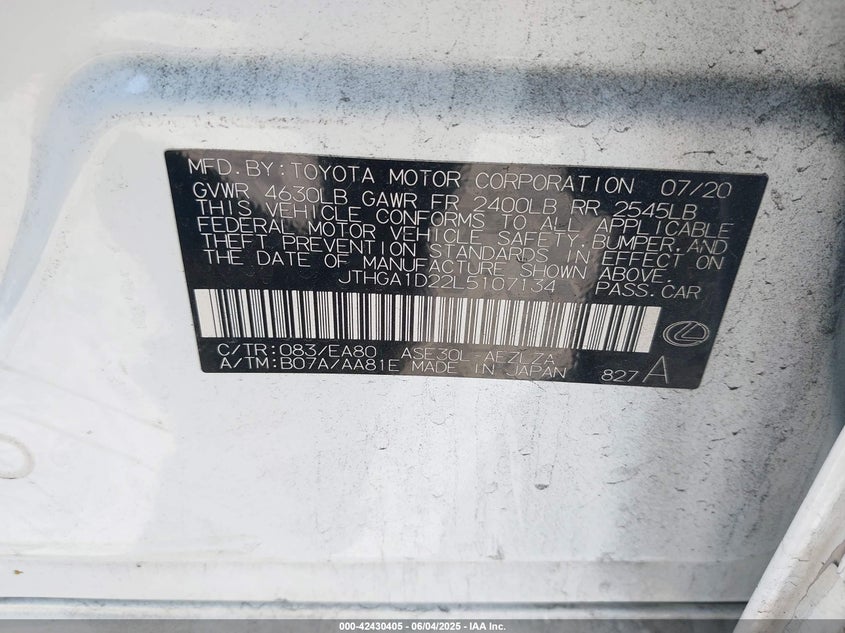 MFD. BY: TOYOTA MOTOR CORPORATION 07/20
GVWR 4630LB GAWR FR 2400LB RR 2545LB
THIS VEHICLE CONFORMS TO ALL APPLICABLE
FEDERAL MOTOR VEHICLE SAFETY, BUMPER, AND
THEFT PREVENTION STANDARDS IN EFFECT ON
THE DATE OF MANUFACTURE SHOWN ABOVE.
JTHGA1D22L5107134 PASS. CAR
C/TR: 083/EA80 ASE30L-AEZLZA
A/TM: B07A/AA81E MADE IN JAPAN 827 A
000-42430405 - 06/04/2025 - IAA Inc.